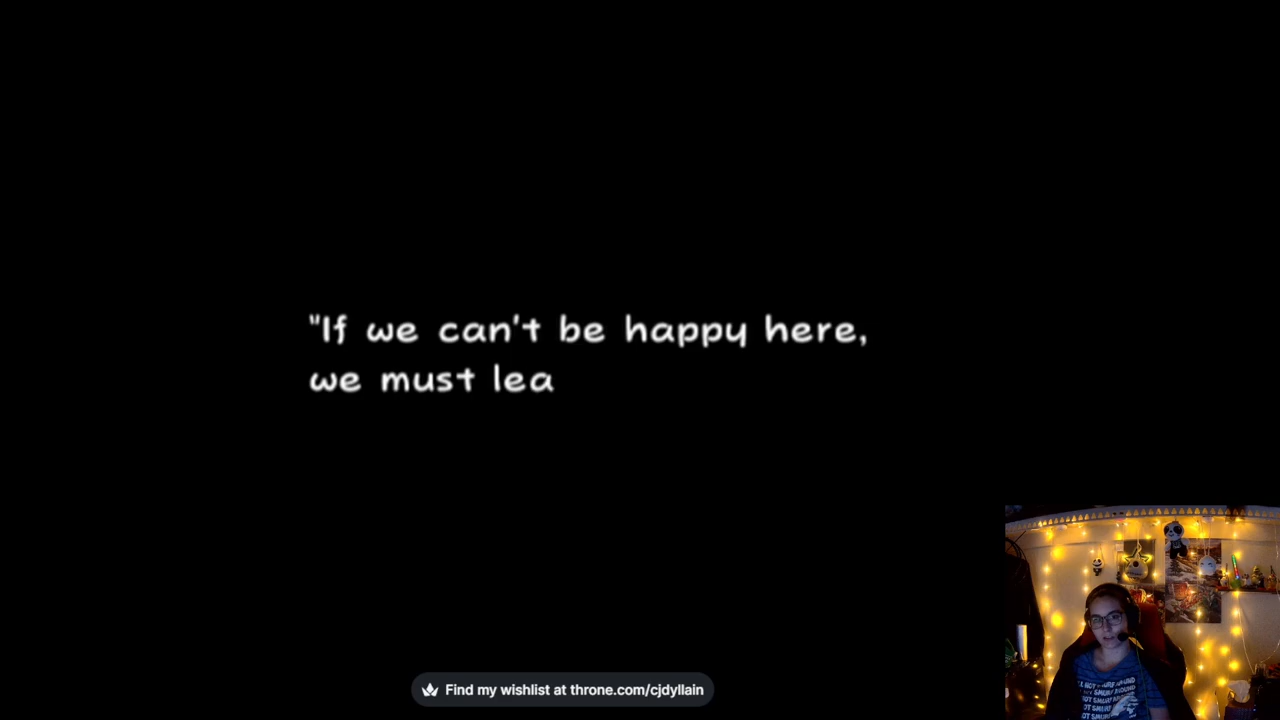 "If we can't be happy here,
we must lea
Find my wishlist at throne.com/cjdyllain